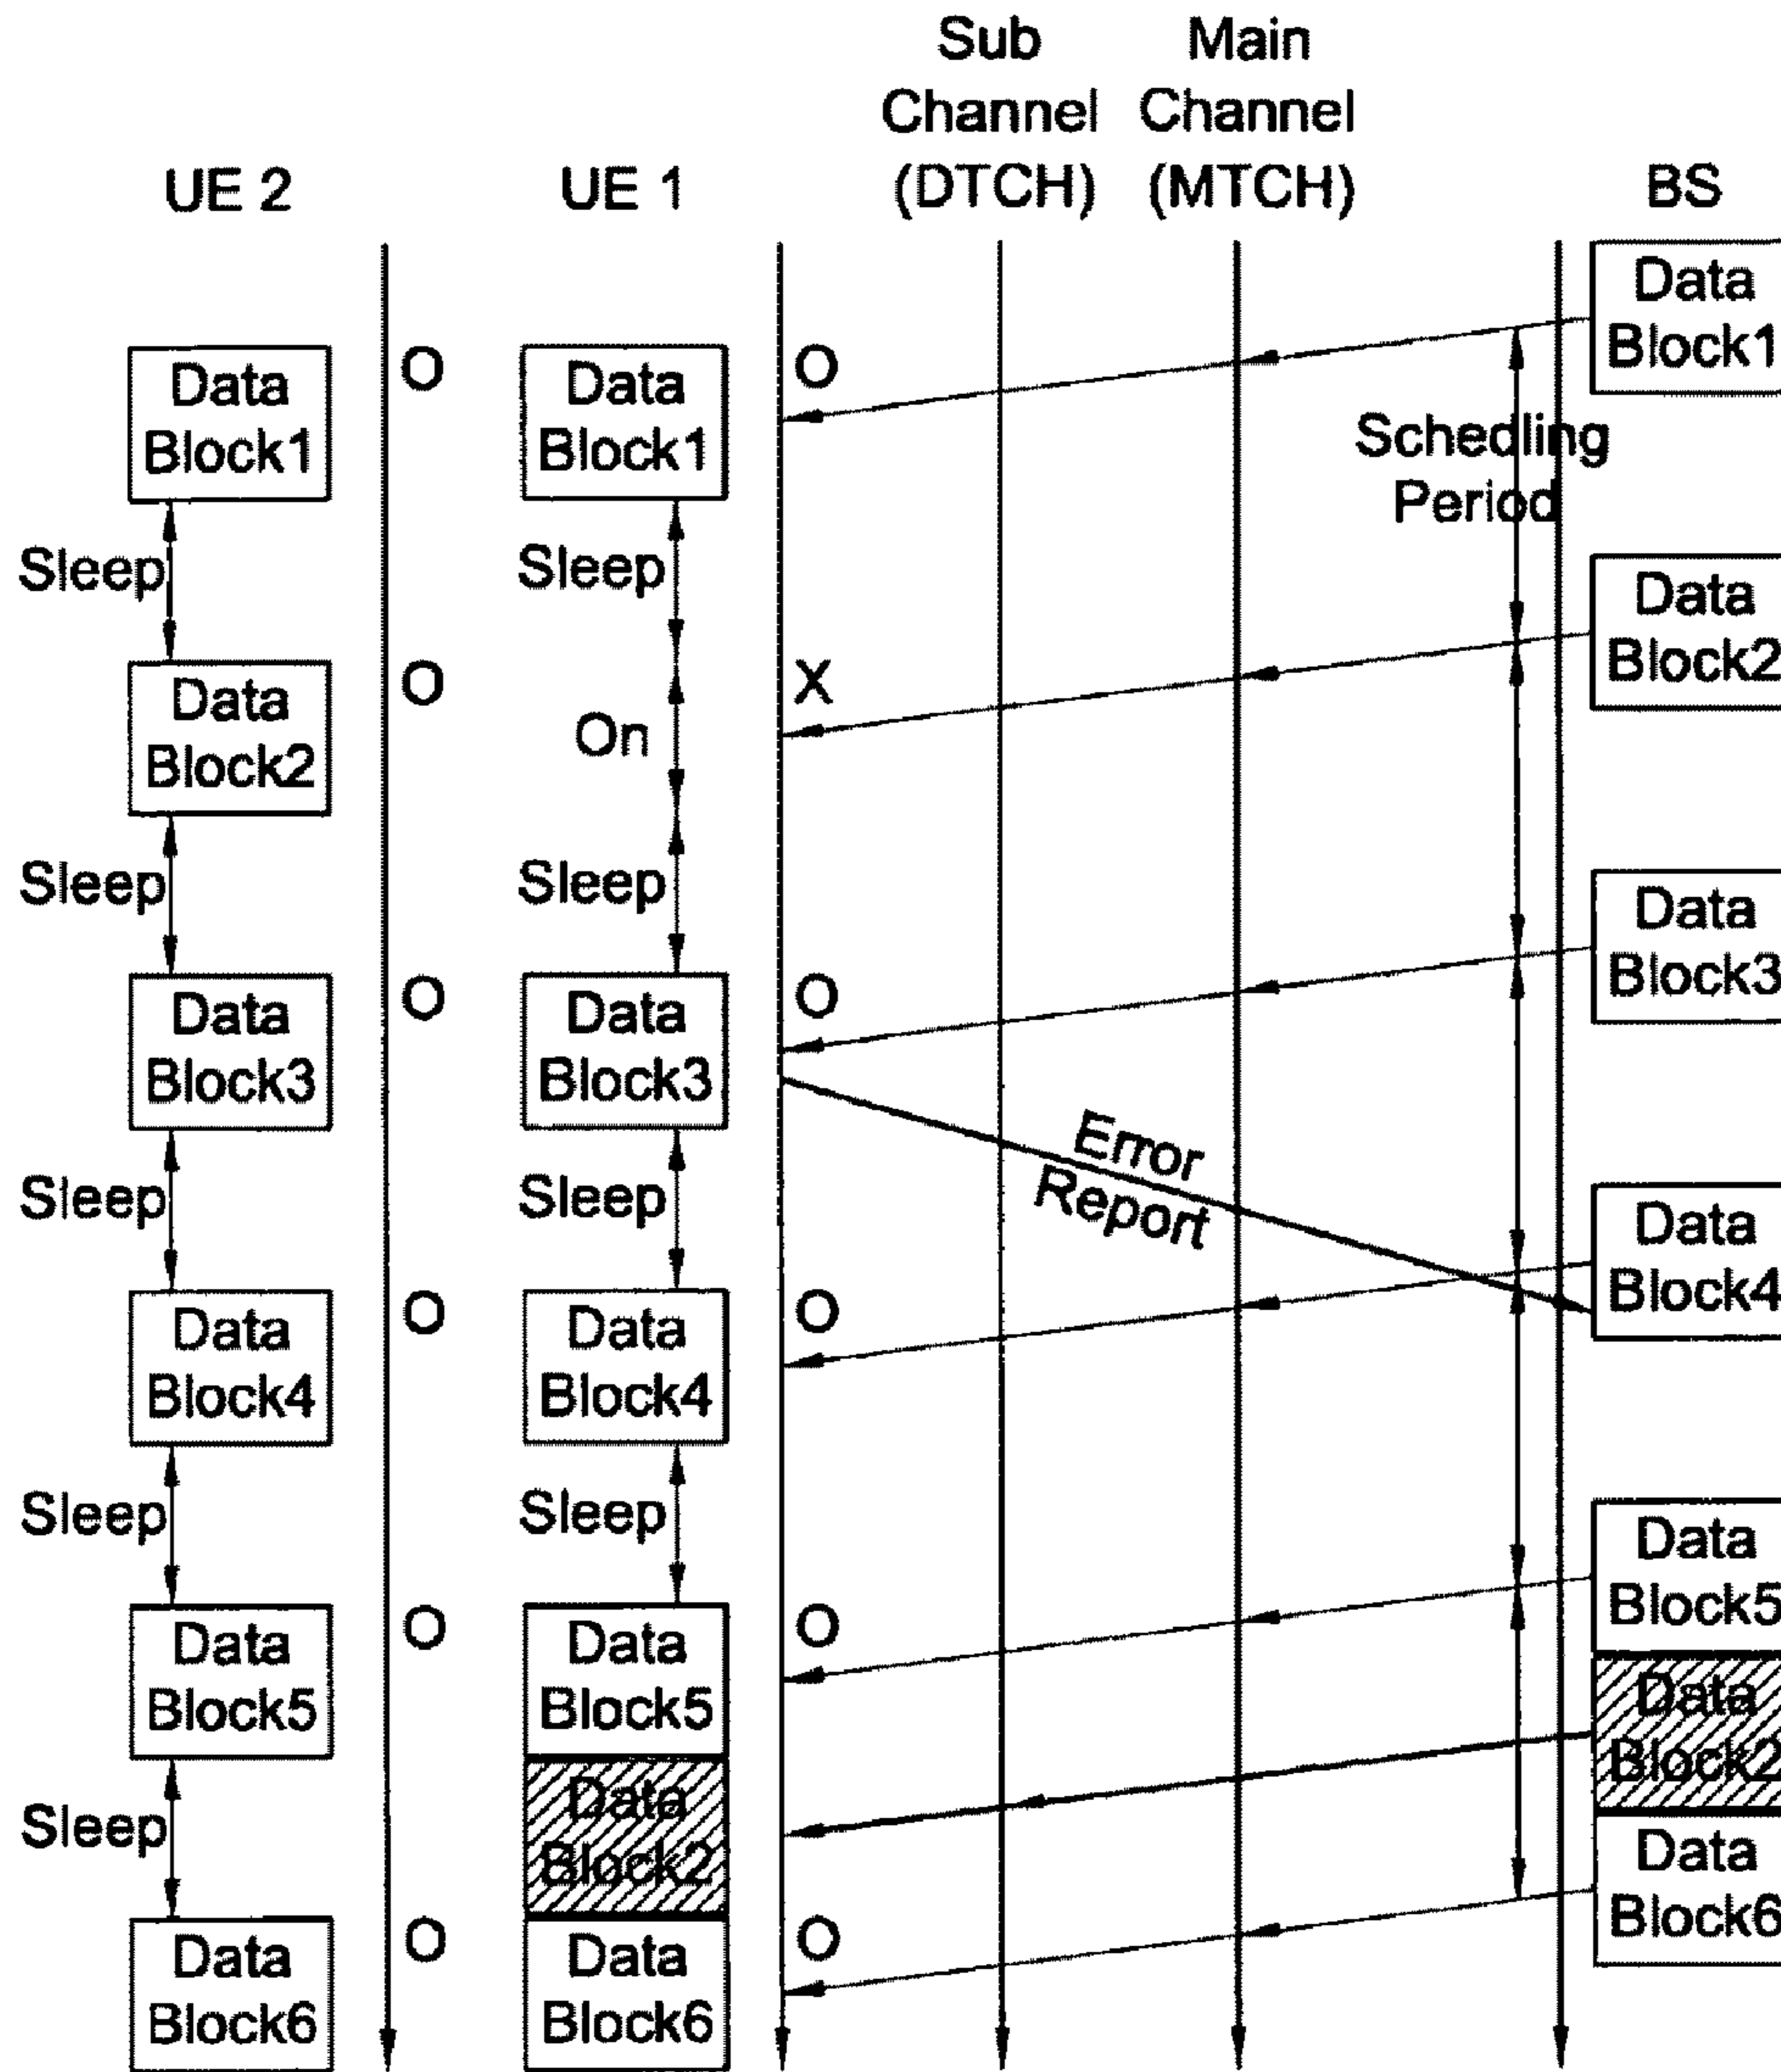 Sub
Channel
(DTCH)
Main
Channel
(MTCH)
UE 2
UE 1
BS
Data
Block1
O
Data
Block1
O
Data
Block1
Schedling
Period
Sleep
Sleep
Data
Block2
O
On
X
Data
Block2
Sleep
Sleep
Data
Block3
O
Data
Block3
O
Data
Block3
Error
Report
Sleep
Sleep
Data
Block4
O
Data
Block4
O
Data
Block4
Sleep
Sleep
Data
Block5
O
Data
Block5
O
Data
Block5
Sleep
Data
Block2
Data
Block2
Data
Block6
O
Data
Block6
O
Data
Block6